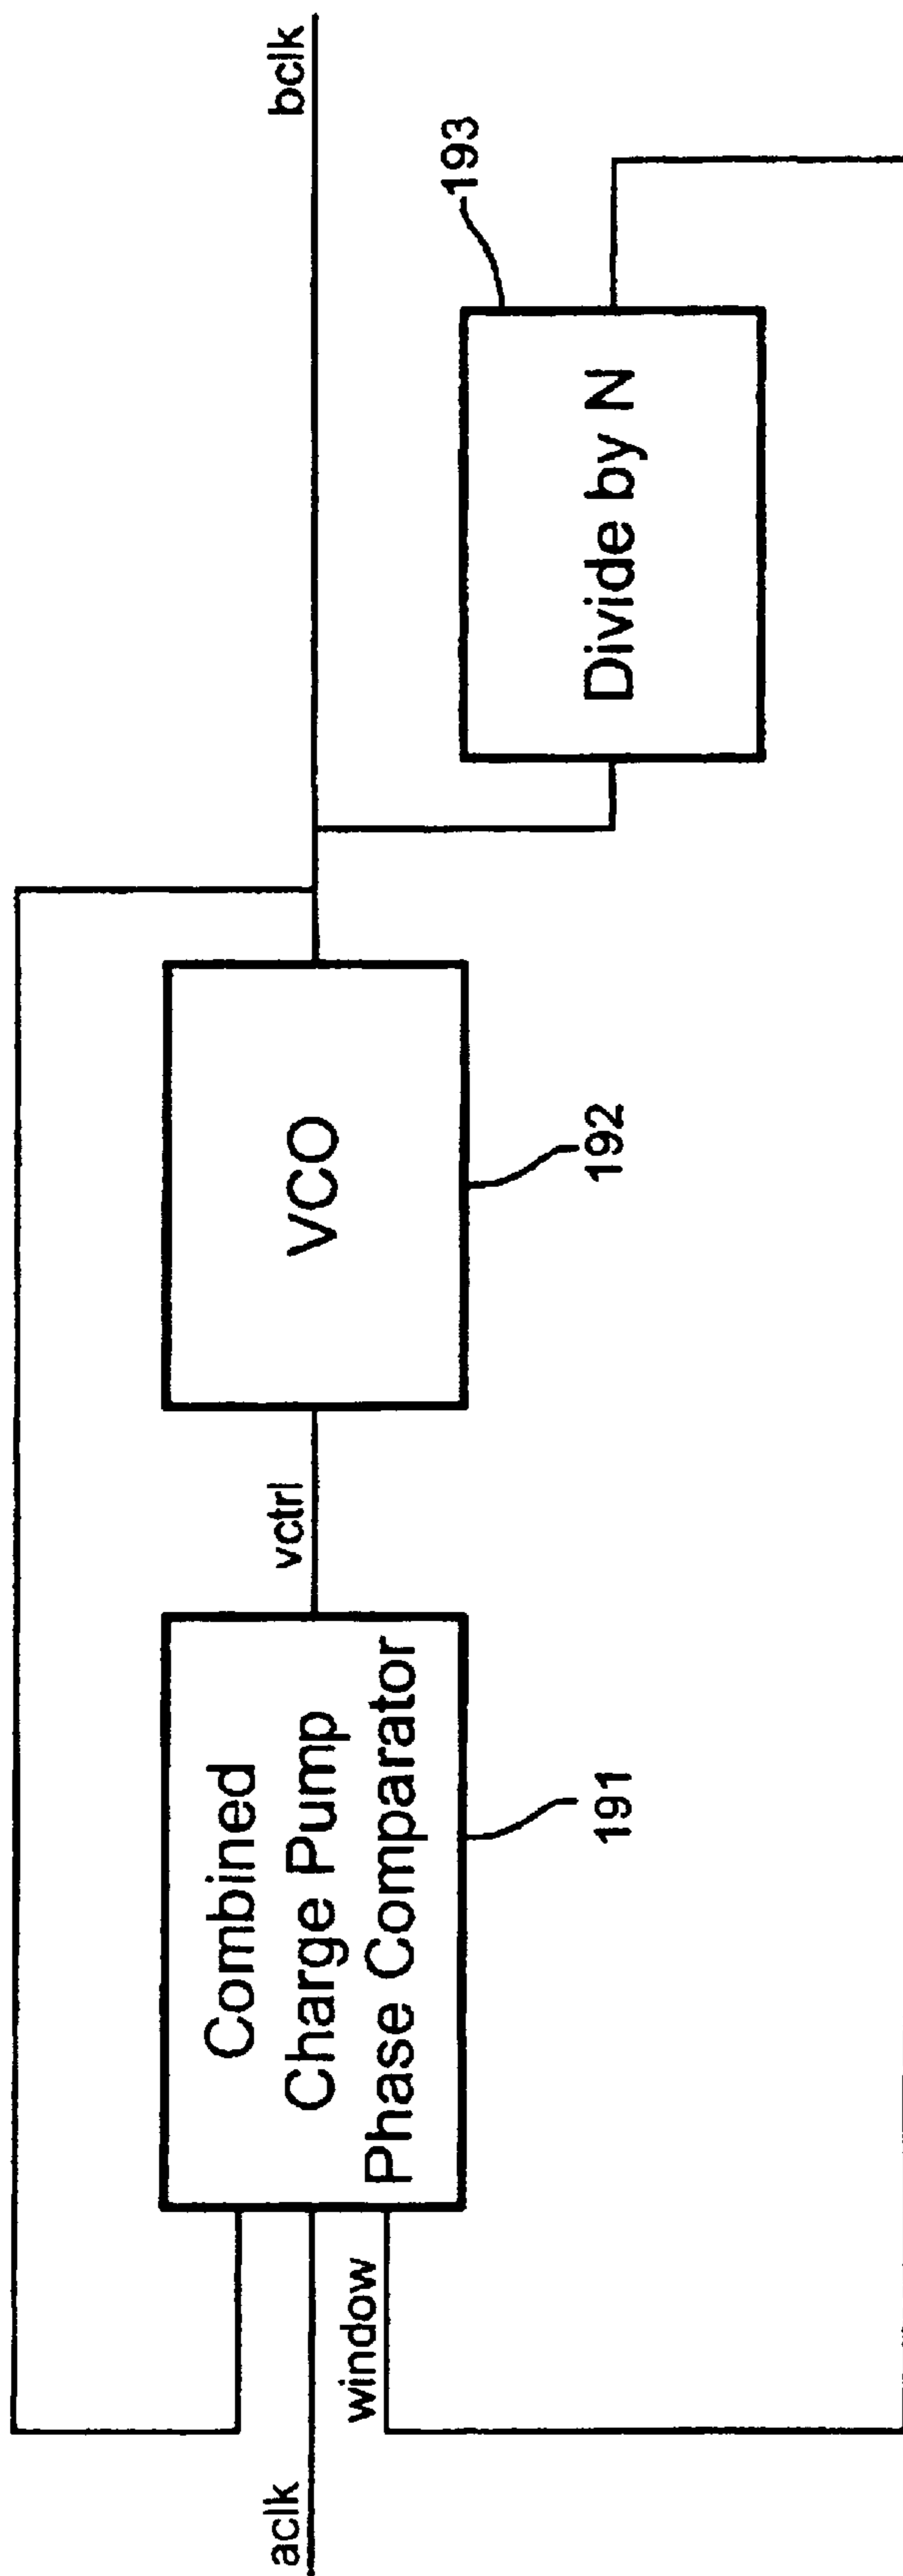 aclk
window
Combined
Charge Pump
Phase Comparator
191
vctrl
VCO
192
bclk
Divide by N
193